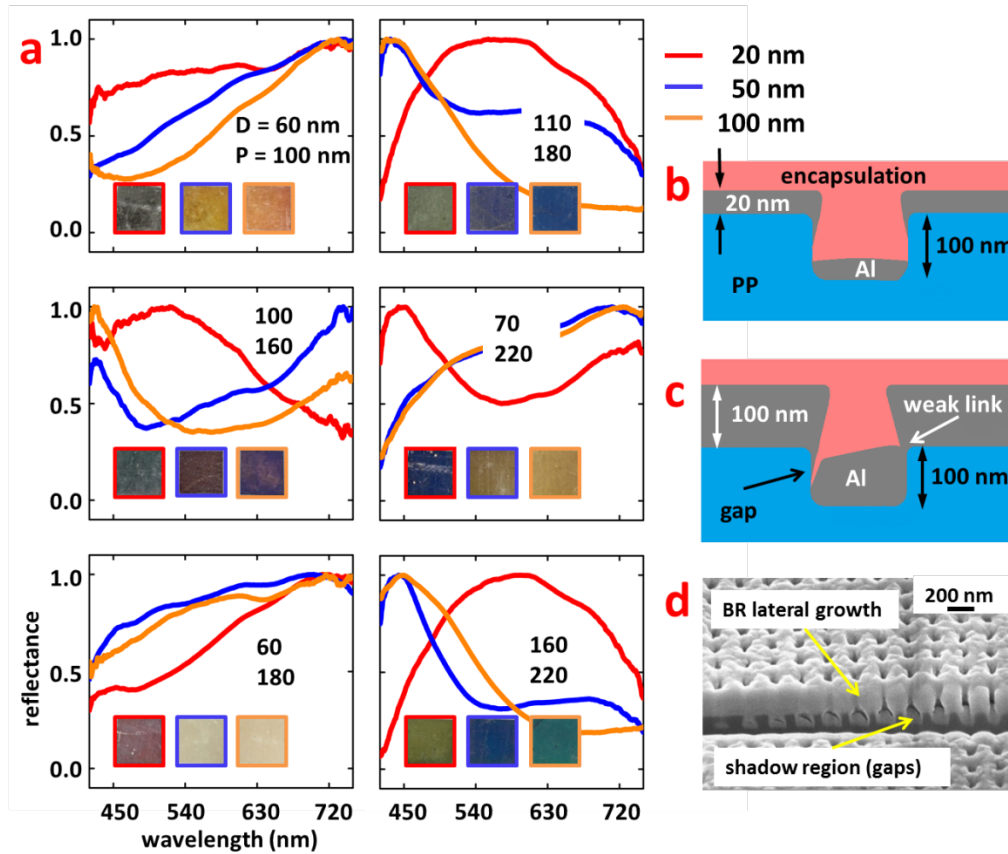 a
1.0
0.5
0.0
D = 60 nm
P = 100 nm
110
180
1.0
0.5
0.0
100
160
70
220
1.0
0.5
0.0
reflectance
60
180
160
220
450 540 630 720
450 540 630 720
wavelength (nm)
20 nm
50 nm
100 nm
b
encapsulation
20 nm
100 nm
Al
PP
c
100 nm
weak link
Al
100 nm
gap
d
200 nm
BR lateral growth
shadow region (gaps)